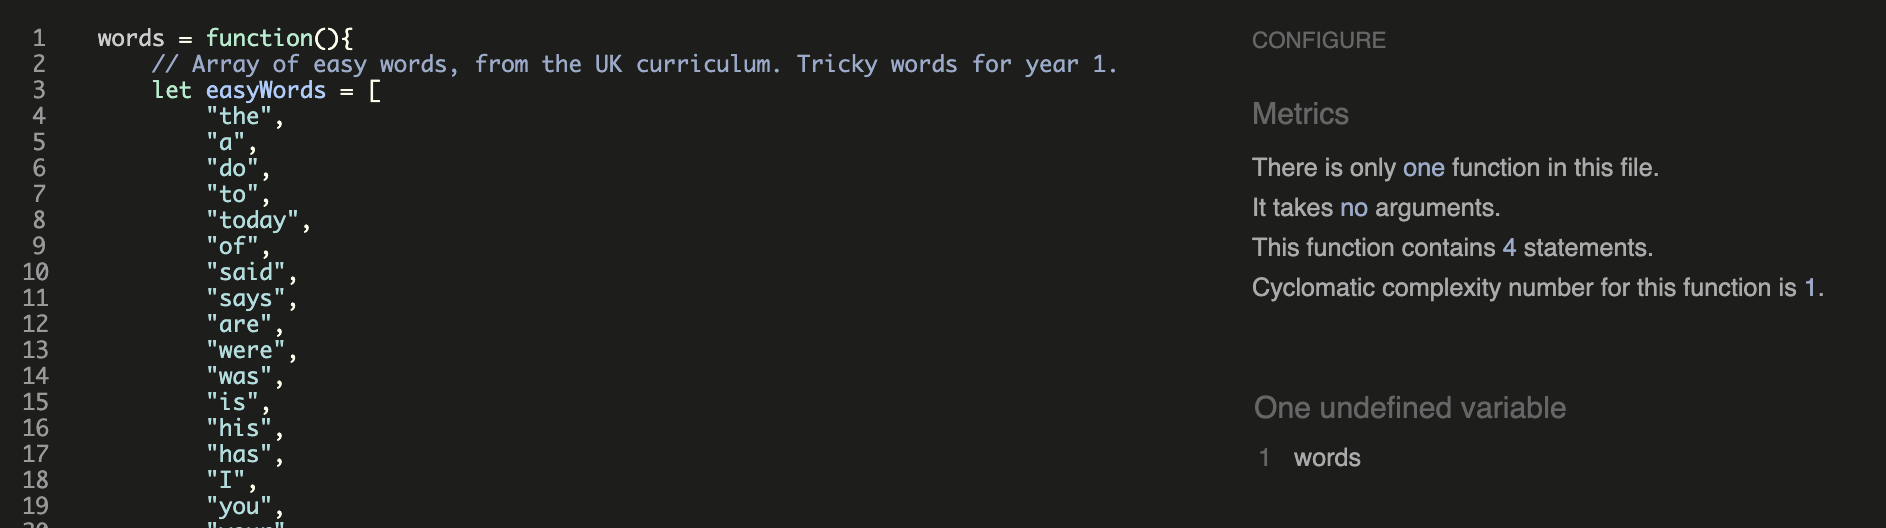 1 words = function(){
2 // Array of easy words, from the UK curriculum. Tricky words for year 1.
3 let easyWords = [
4 "the",
5 "a",
6 "do",
7 "to",
8 "today",
9 "of",
10 "said",
11 "says",
12 "are",
13 "were",
14 "was",
15 "is",
16 "his",
17 "has",
18 "I",
19 "you",
CONFIGURE
Metrics
There is only one function in this file.
It takes no arguments.
This function contains 4 statements.
Cyclomatic complexity number for this function is 1.
One undefined variable
1 words